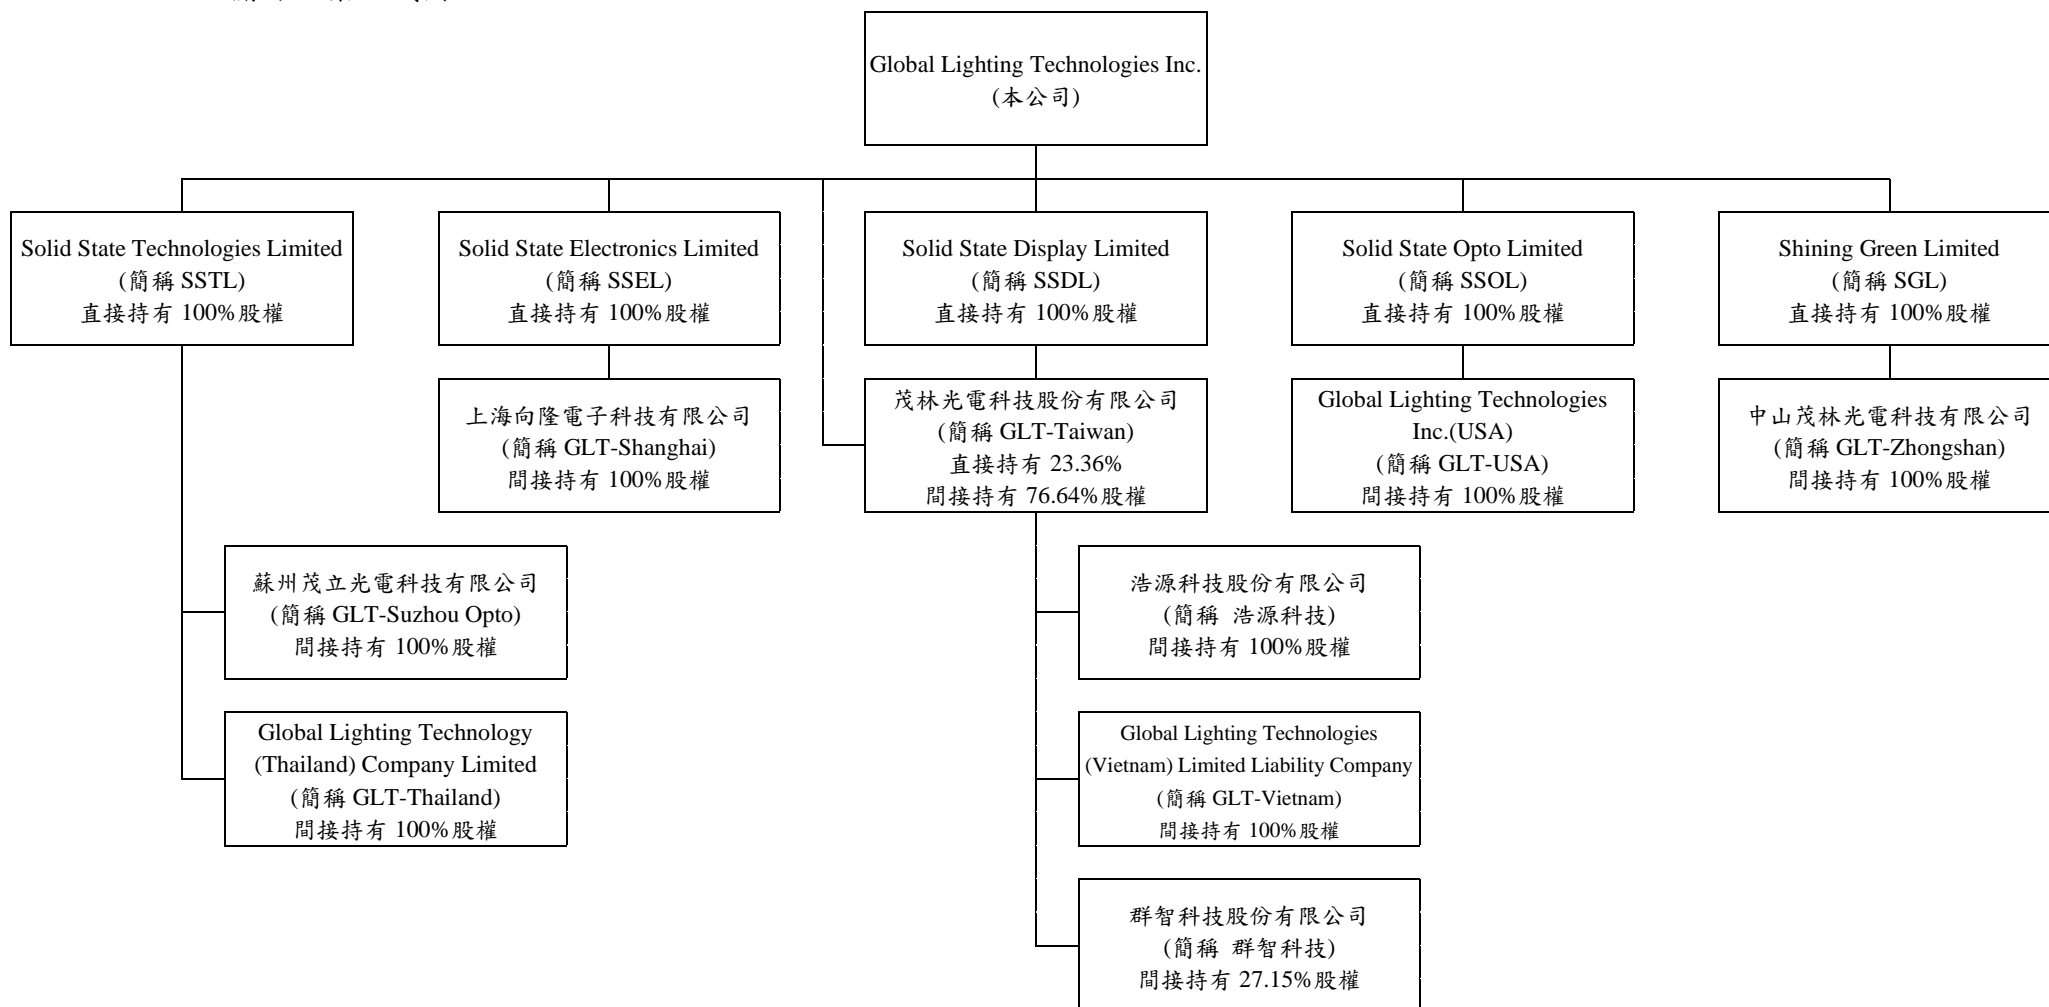 Global Lighting Technologies Inc.
(本公司)
Solid State Technologies Limited
(簡稱 SSTL)
直接持有 100%股權
Solid State Electronics Limited
(簡稱 SSEL)
直接持有 100%股權
Solid State Display Limited
(簡稱 SSDL)
直接持有 100%股權
Solid State Opto Limited
(簡稱 SSOL)
直接持有 100%股權
Shining Green Limited
(簡稱 SGL)
直接持有 100%股權
上海向隆電子科技有限公司
(簡稱 GLT-Shanghai)
間接持有 100%股權
茂林光電科技股份有限公司
(簡稱 GLT-Taiwan)
直接持有 23.36%
間接持有 76.64%股權
Global Lighting Technologies
Inc.(USA)
(簡稱 GLT-USA)
間接持有 100%股權
中山茂林光電科技有限公司
(簡稱 GLT-Zhongshan)
間接持有 100%股權
蘇州茂立光電科技有限公司
(簡稱 GLT-Suzhou Opto)
間接持有 100%股權
浩源科技股份有限公司
(簡稱 浩源科技)
間接持有 100%股權
Global Lighting Technology
(Thailand) Company Limited
(簡稱 GLT-Thailand)
間接持有 100%股權
Global Lighting Technologies
(Vietnam) Limited Liability Company
(簡稱 GLT-Vietnam)
間接持有 100%股權
群智科技股份有限公司
(簡稱 群智科技)
間接持有 27.15%股權